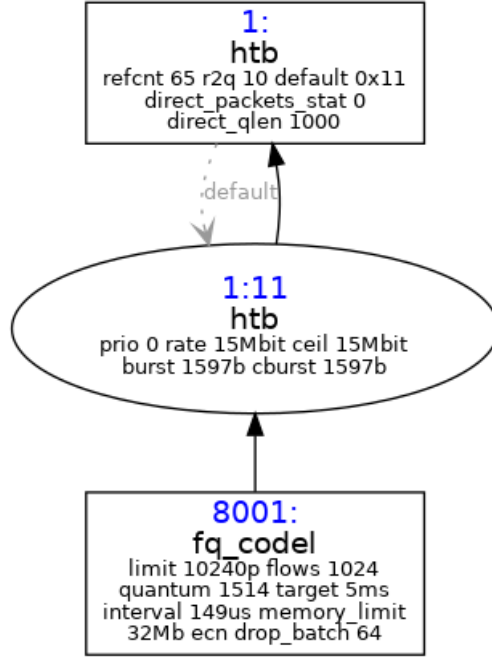 1:
htb
refcnt 65 r2q 10 default 0x11
direct_packets_stat 0
direct_qlen 1000
default
1:11
htb
prio 0 rate 15Mbit ceil 15Mbit
burst 1597b cburst 1597b
8001:
fq_codel
limit 10240p flows 1024
quantum 1514 target 5ms
interval 149us memory_limit
32Mb ecn drop_batch 64